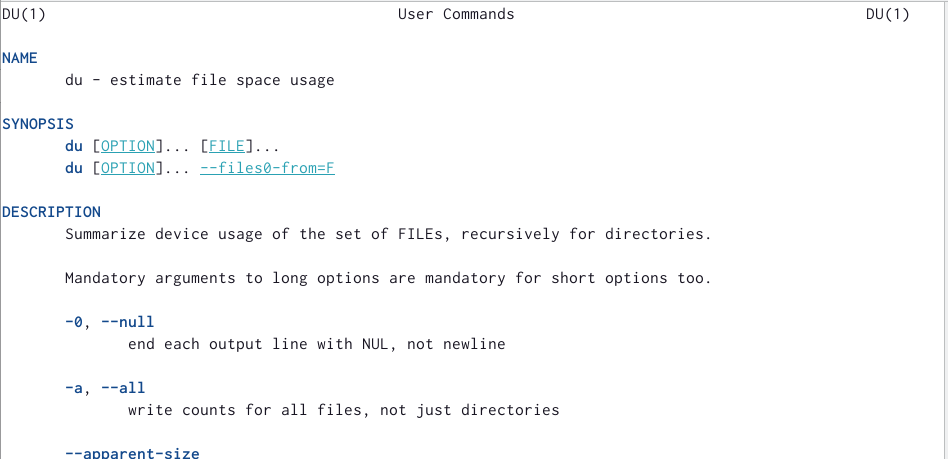 DU(1) User Commands DU(1)
NAME
du - estimate file space usage
SYNOPSIS
du [OPTION]... [FILE]...
du [OPTION]... --files0-from=F
DESCRIPTION
Summarize device usage of the set of FILEs, recursively for directories.
Mandatory arguments to long options are mandatory for short options too.
-0, --null
end each output line with NUL, not newline
-a, --all
write counts for all files, not just directories
--apparent-size